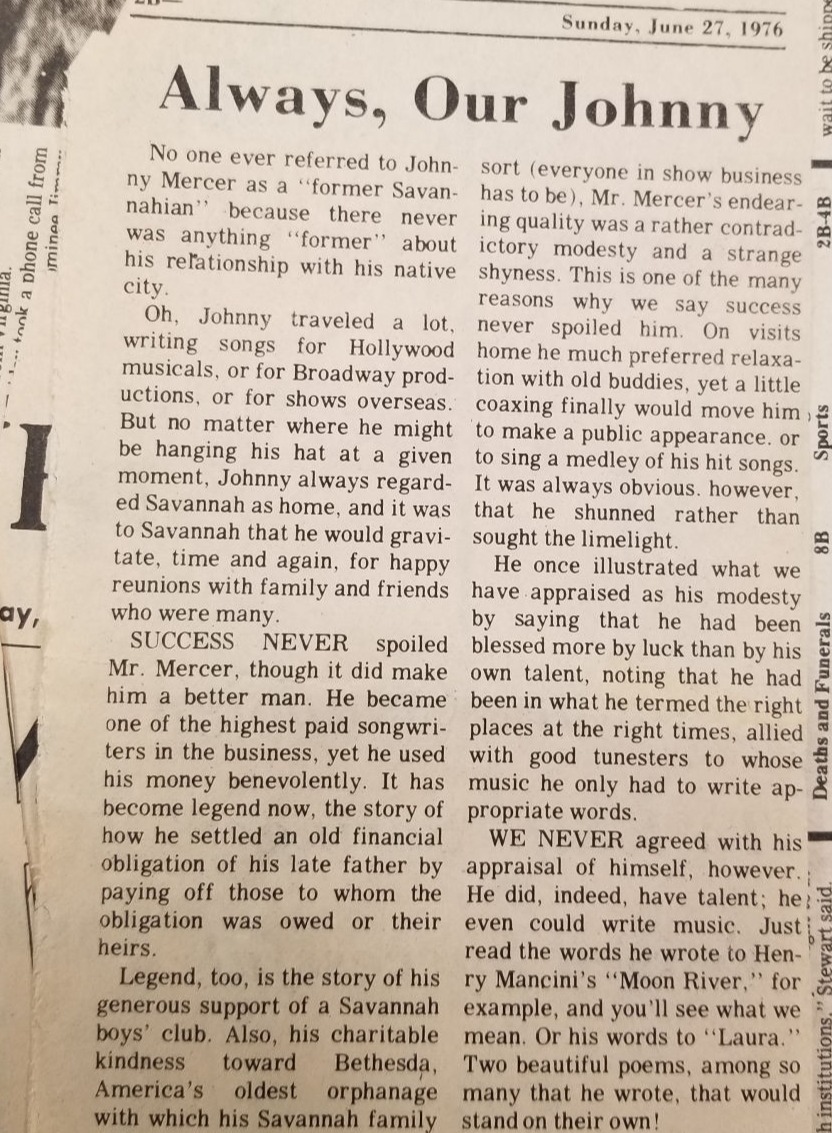 Sunday, June 27, 1976
Always, Our Johnny
No one ever referred to John-
ny Mercer as a "former Savan-
nahian" because there never
was anything "former" about
his relationship with his native
city.
Oh, Johnny traveled a lot,
writing songs for Hollywood
musicals, or for Broadway prod-
uctions, or for shows overseas.
But no matter where he might
be hanging his hat at a given
moment, Johnny always regard-
ed Savannah as home, and it was
to Savannah that he would gravi-
tate, time and again, for happy
reunions with family and friends
who were many.
SUCCESS NEVER spoiled
Mr. Mercer, though it did make
him a better man. He became
one of the highest paid songwri-
ters in the business, yet he used
his money benevolently. It has
become legend now, the story of
how he settled an old financial
obligation of his late father by
paying off those to whom the
obligation was owed or their
heirs.
Legend, too, is the story of his
generous support of a Savannah
boys' club. Also, his charitable
kindness toward Bethesda,
America's oldest orphanage
with which his Savannah family
sort (everyone in show business
has to be), Mr. Mercer's endear-
ing quality was a rather contrad-
ictory modesty and a strange
shyness. This is one of the many
reasons why we say success
never spoiled him. On visits
home he much preferred relaxa-
tion with old buddies, yet a little
coaxing finally would move him
to make a public appearance. or
to sing a medley of his hit songs.
It was always obvious. however,
that he shunned rather than
sought the limelight.
He once illustrated what we
have appraised as his modesty
by saying that he had been
blessed more by luck than by his
own talent, noting that he had
been in what he termed the right
places at the right times, allied
with good tunesters to whose
music he only had to write ap-
propriate words.
WE NEVER agreed with his
appraisal of himself, however.
He did, indeed, have talent; he
even could write music. Just
read the words he wrote to Hen-
ry Mancini's "Moon River," for
example, and you'll see what we
mean. Or his words to "Laura."
Two beautiful poems, among so
many that he wrote, that would
stand on their own!
took a phone call from
ay,
wait to be
2B-4B
Sports
8B
Deaths and Funerals
institutions." Stewart said.